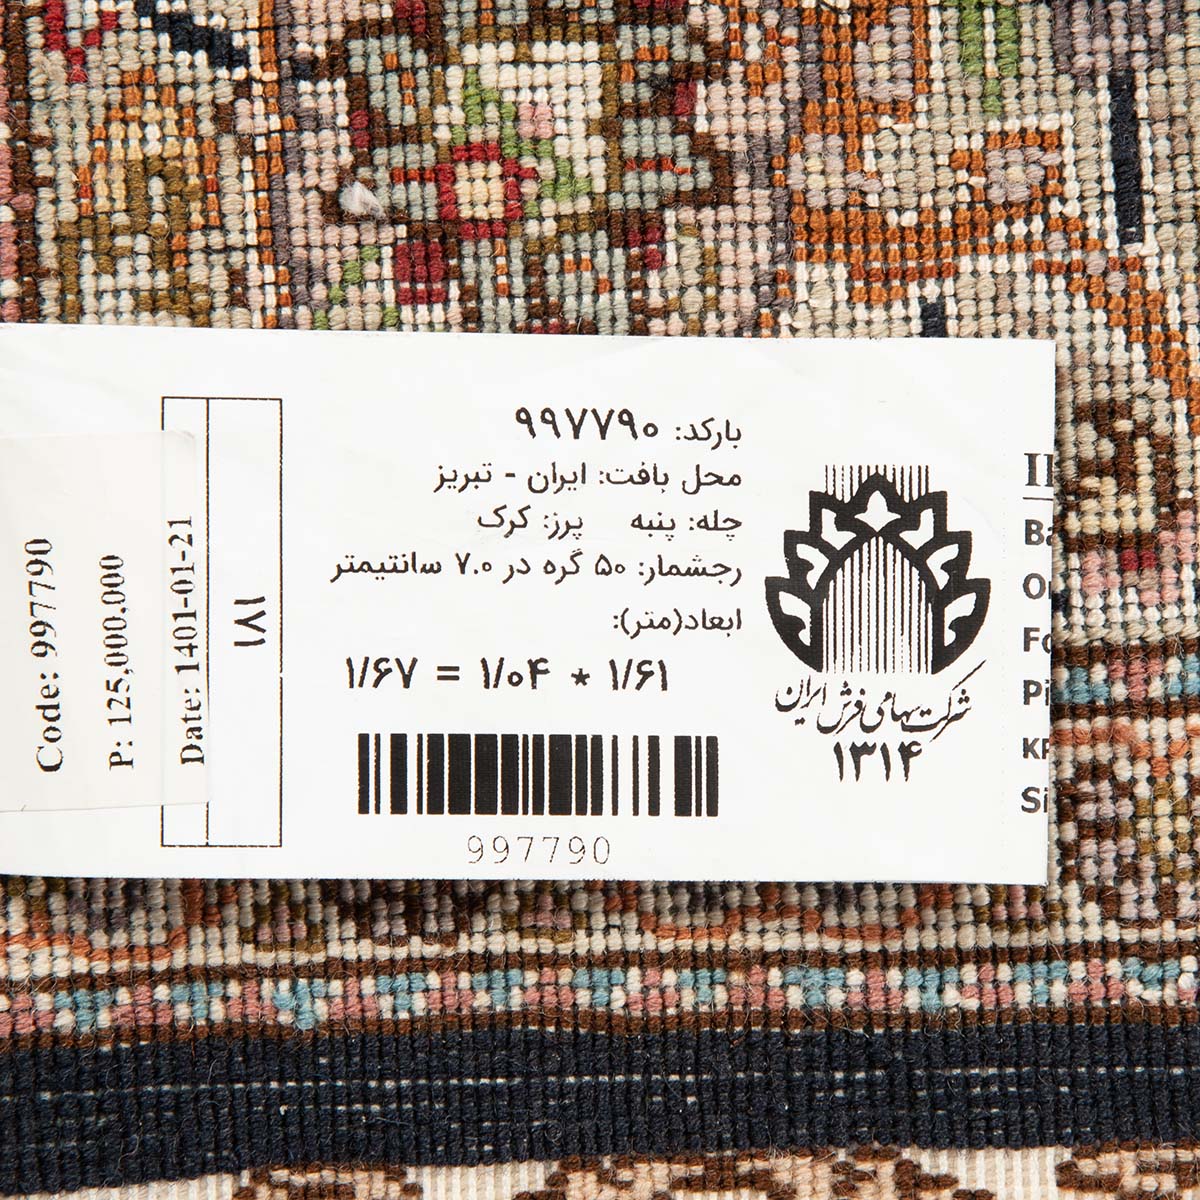 بارکد: ۹۹۷۷۹۰
محل بافت: ایران - تبریز
چله: پنبه پرز: کرک
رجشمار: ۵۰ گره در ۷.۰ سانتیمتر
ابعاد(متر):
۱/۶۷ = ۱/۰۴ * ۱/۶۱
997790
شرکت سهامی فرش ایران
۱۳۱۴
۱۷۱
Code: 997790
P: 125,000,000
Date: 1401-01-21